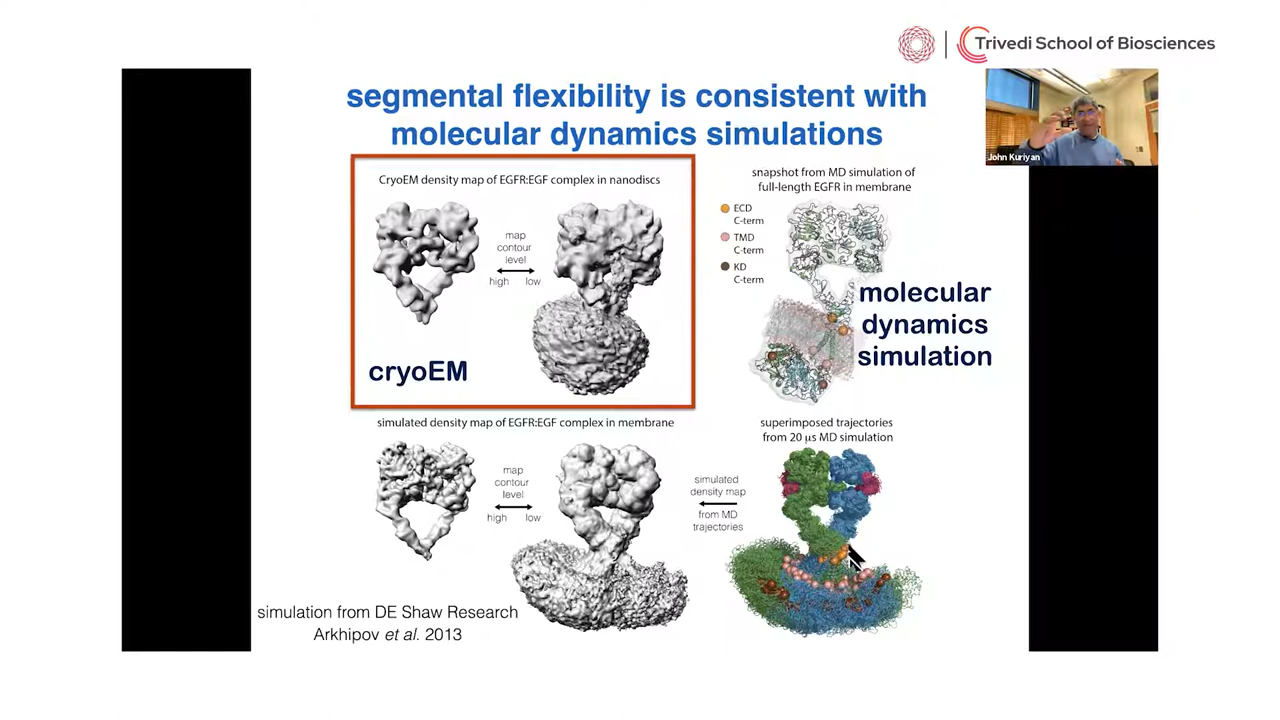 Trivedi School of Biosciences
segmental flexibility is consistent with
molecular dynamics simulations
John Kuriyan
CryoEM density map of EGFR:EGF complex in nanodiscs
map
contour
level
high low
cryoEM
snapshot from MD simulation of
full-length EGFR in membrane
ECD
C-term
TMD
C-term
KD
C-term
molecular
dynamics
simulation
simulated density map of EGFR:EGF complex in membrane
map
contour
level
high low
superimposed trajectories
from 20 µs MD simulation
simulated
density map
from MD
trajectories
simulation from DE Shaw Research
Arkhipov et al. 2013